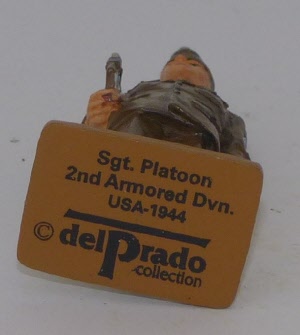 Sgt. Platoon
2nd Armored Dvn.
USA-1944
© delPrado
collection